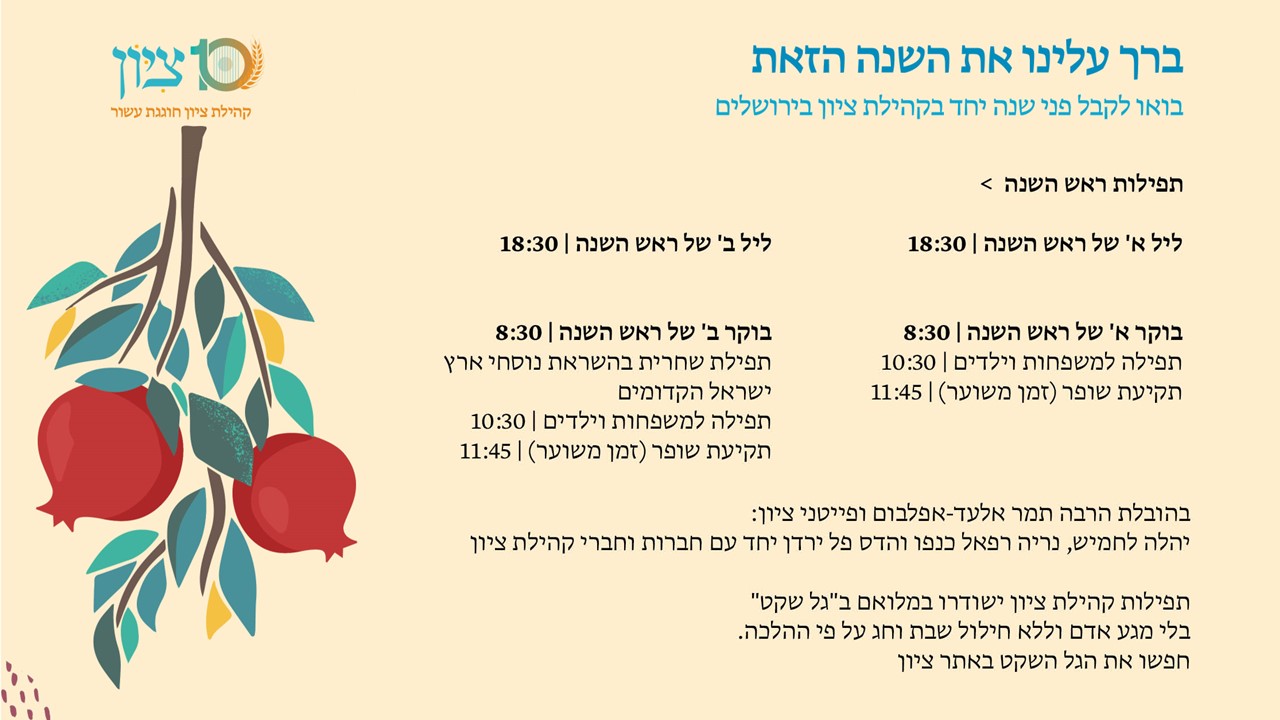 ציון 10
קהילת ציון חוגגת עשור
ברך עלינו את השנה הזאת
בואו לקבל פני שנה יחד בקהילת ציון בירושלים
תפילות ראש השנה >
ליל א' של ראש השנה | 18:30
בוקר א' של ראש השנה | 8:30
תפילה למשפחות וילדים | 10:30
תקיעת שופר (זמן משוער) | 11:45
ליל ב' של ראש השנה | 18:30
בוקר ב' של ראש השנה | 8:30
תפילת שחרית בהשראת נוסחי ארץ
ישראל הקדומים
תפילה למשפחות וילדים | 10:30
תקיעת שופר (זמן משוער) | 11:45
בהובלת הרבה תמר אלעד-אפלבום ופייטני ציון:
יהלה לחמיש, נריה רפאל כנפו והדס פל ירדן יחד עם חברות וחברי קהילת ציון
תפילות קהילת ציון ישודרו במלואם ב"גל שקט"
בלי מגע אדם וללא חילול שבת וחג על פי ההלכה.
חפשו את הגל השקט באתר ציון